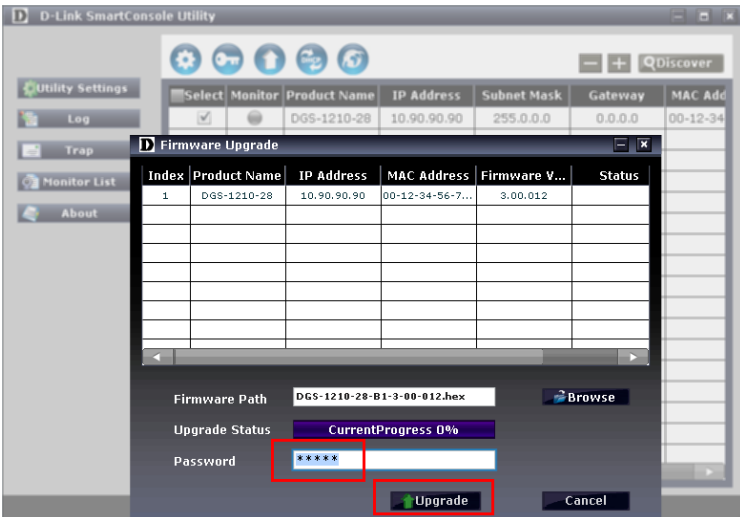 D-Link SmartConsole Utility
Discover
Utility Settings
Log
Trap
Monitor List
About
Select Monitor Product Name IP Address Subnet Mask Gateway MAC Add
DGS-1210-28 10.90.90.90 255.0.0.0 0.0.0.0 00-12-34
D Firmware Upgrade
Index Product Name IP Address MAC Address Firmware V... Status
1 DGS-1210-28 10.90.90.90 00-12-34-56-7... 3.00.012
Firmware Path DGS-1210-28-B1-3-00-012.hex Browse
Upgrade Status CurrentProgress 0%
Password *****
Upgrade Cancel